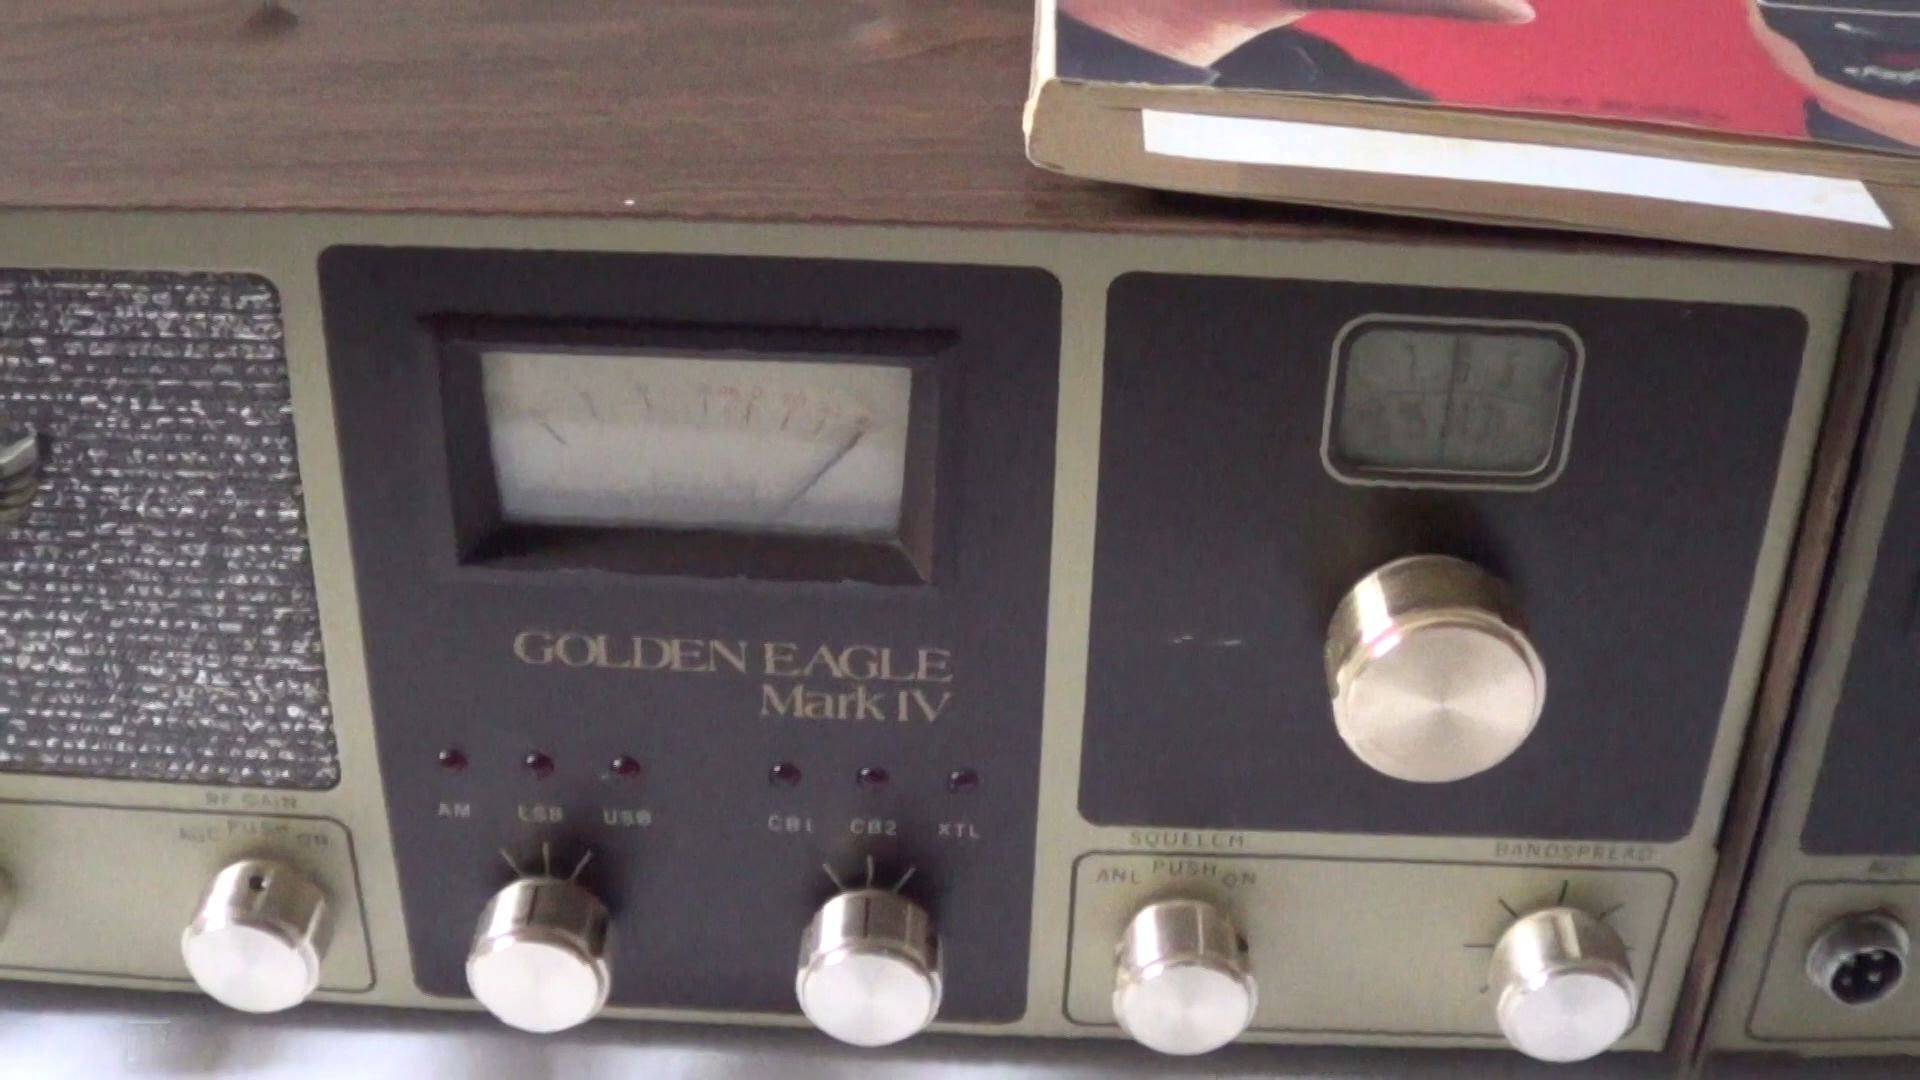 GOLDEN EAGLE
Mark IV
AM LSB USB CB1 CB2 XTL
RF GAIN
AGC PUSH ON
SQUELCH
ANL PUSH ON
BANDSPREAD